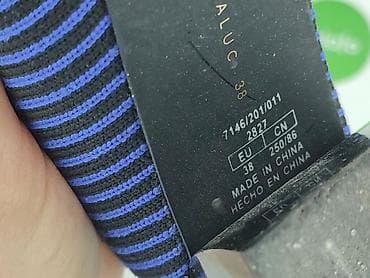 ALUC 38
7146/201/011
2827
EU CN
38 250/86
MADE IN CHINA
HECHO EN CHINA